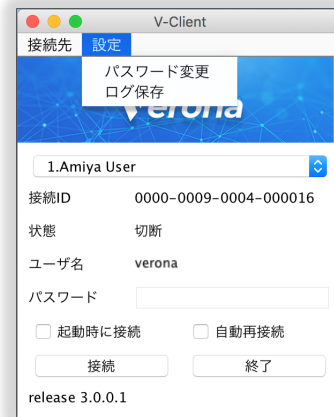 V-Client
接続先 設定
パスワード変更
ログ保存
verona
1.Amiya User
接続ID 0000-0009-0004-000016
状態 切断
ユーザ名 verona
パスワード
起動時に接続 自動再接続
接続 終了
release 3.0.0.1